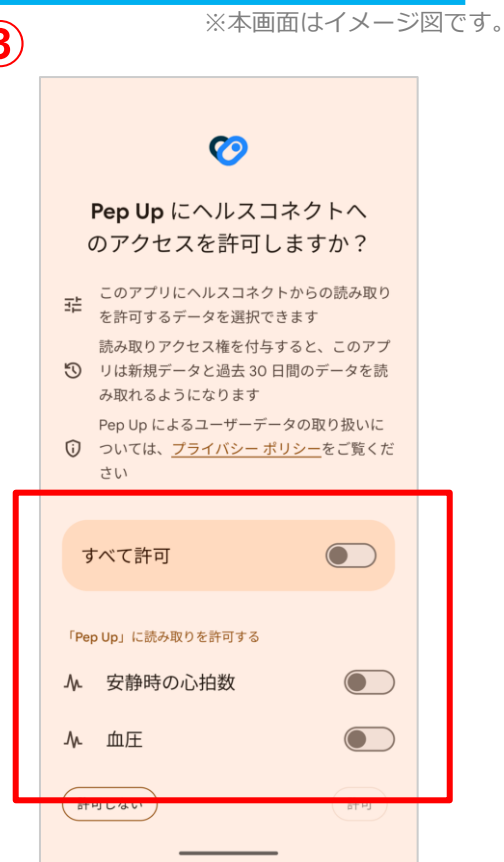 ※本画面はイメージ図です。
Pep Up にヘルスコネクトへ
のアクセスを許可しますか？
このアプリにヘルスコネクトからの読み取り
を許可するデータを選択できます
読み取りアクセス権を付与すると、このアプ
リは新規データと過去 30 日間のデータを読
み取れるようになります
Pep Up によるユーザーデータの取り扱いに
ついては、プライバシー ポリシーをご覧くだ
さい
すべて許可
「Pep Up」に読み取りを許可する
安静時の心拍数
血圧
許可しない
許可